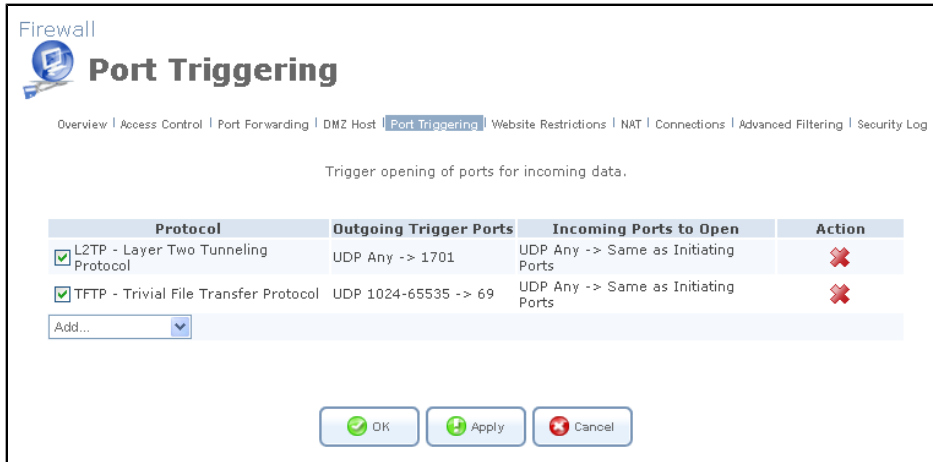 Firewall
Port Triggering
Overview | Access Control | Port Forwarding | DMZ Host | Port Triggering | Website Restrictions | NAT | Connections | Advanced Filtering | Security Log
Trigger opening of ports for incoming data.
Protocol Outgoing Trigger Ports Incoming Ports to Open Action
L2TP - Layer Two Tunneling
Protocol
UDP Any -> 1701
UDP Any -> Same as Initiating
Ports
TFTP - Trivial File Transfer Protocol
UDP 1024-65535 -> 69
UDP Any -> Same as Initiating
Ports
Add...
OK Apply Cancel